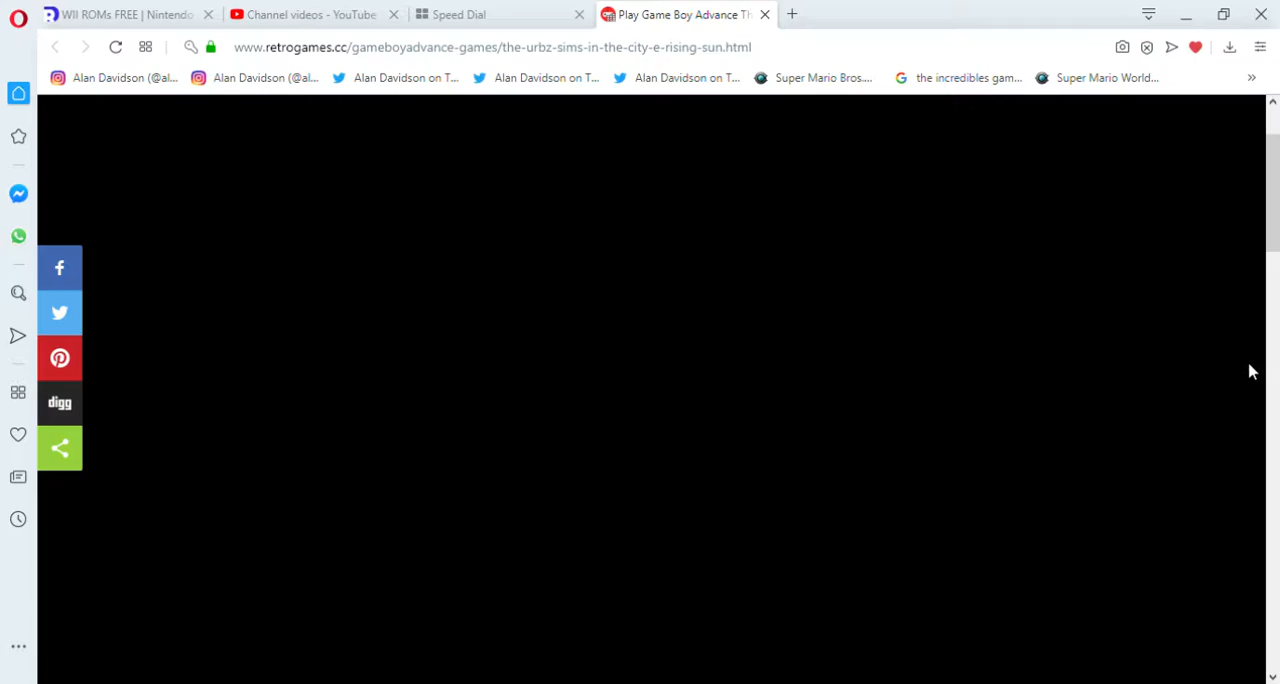 WII ROMs FREE | Nintendo
Channel videos - YouTube
Speed Dial
Play Game Boy Advance Th
www.retrogames.cc/gameboyadvance-games/the-urbz-sims-in-the-city-e-rising-sun.html
Alan Davidson (@al...
Alan Davidson (@al...
Alan Davidson on T...
Alan Davidson on T...
Alan Davidson on T...
Super Mario Bros....
the incredibles gam...
Super Mario World...
digg